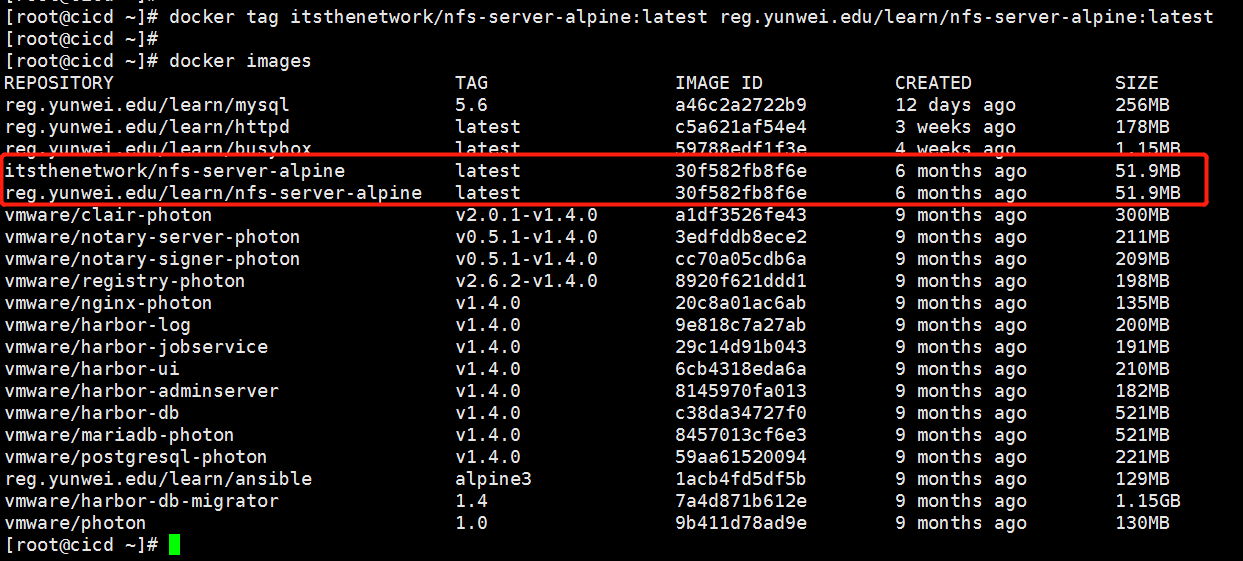 [root@cicd ~]# docker tag itsthenetwork/nfs-server-alpine:latest reg.yunwei.edu/learn/nfs-server-alpine:latest
[root@cicd ~]#
[root@cicd ~]# docker images
REPOSITORY TAG IMAGE ID CREATED SIZE
reg.yunwei.edu/learn/mysql 5.6 a46c2a2722b9 12 days ago 256MB
reg.yunwei.edu/learn/httpd latest c5a621af54e4 3 weeks ago 178MB
reg.yunwei.edu/learn/busybox latest 59788edf1f3e 4 weeks ago 1.15MB
itsthenetwork/nfs-server-alpine latest 30f582fb8f6e 6 months ago 51.9MB
reg.yunwei.edu/learn/nfs-server-alpine latest 30f582fb8f6e 6 months ago 51.9MB
vmware/clair-photon v2.0.1-v1.4.0 a1df3526fe43 9 months ago 300MB
vmware/notary-server-photon v0.5.1-v1.4.0 3edfddb8ece2 9 months ago 211MB
vmware/notary-signer-photon v0.5.1-v1.4.0 cc70a05cdb6a 9 months ago 209MB
vmware/registry-photon v2.6.2-v1.4.0 8920f621ddd1 9 months ago 198MB
vmware/nginx-photon v1.4.0 20c8a01ac6ab 9 months ago 135MB
vmware/harbor-log v1.4.0 9e818c7a27ab 9 months ago 200MB
vmware/harbor-jobservice v1.4.0 29c14d91b043 9 months ago 191MB
vmware/harbor-ui v1.4.0 6cb4318eda6a 9 months ago 210MB
vmware/harbor-adminserver v1.4.0 8145970fa013 9 months ago 182MB
vmware/harbor-db v1.4.0 c38da34727f0 9 months ago 521MB
vmware/mariadb-photon v1.4.0 8457013cf6e3 9 months ago 521MB
vmware/postgresql-photon v1.4.0 59aa61520094 9 months ago 221MB
reg.yunwei.edu/learn/ansible alpine3 1acb4fd5df5b 9 months ago 129MB
vmware/harbor-db-migrator 1.4 7a4d871b612e 9 months ago 1.15GB
vmware/photon 1.0 9b411d78ad9e 9 months ago 130MB
[root@cicd ~]#